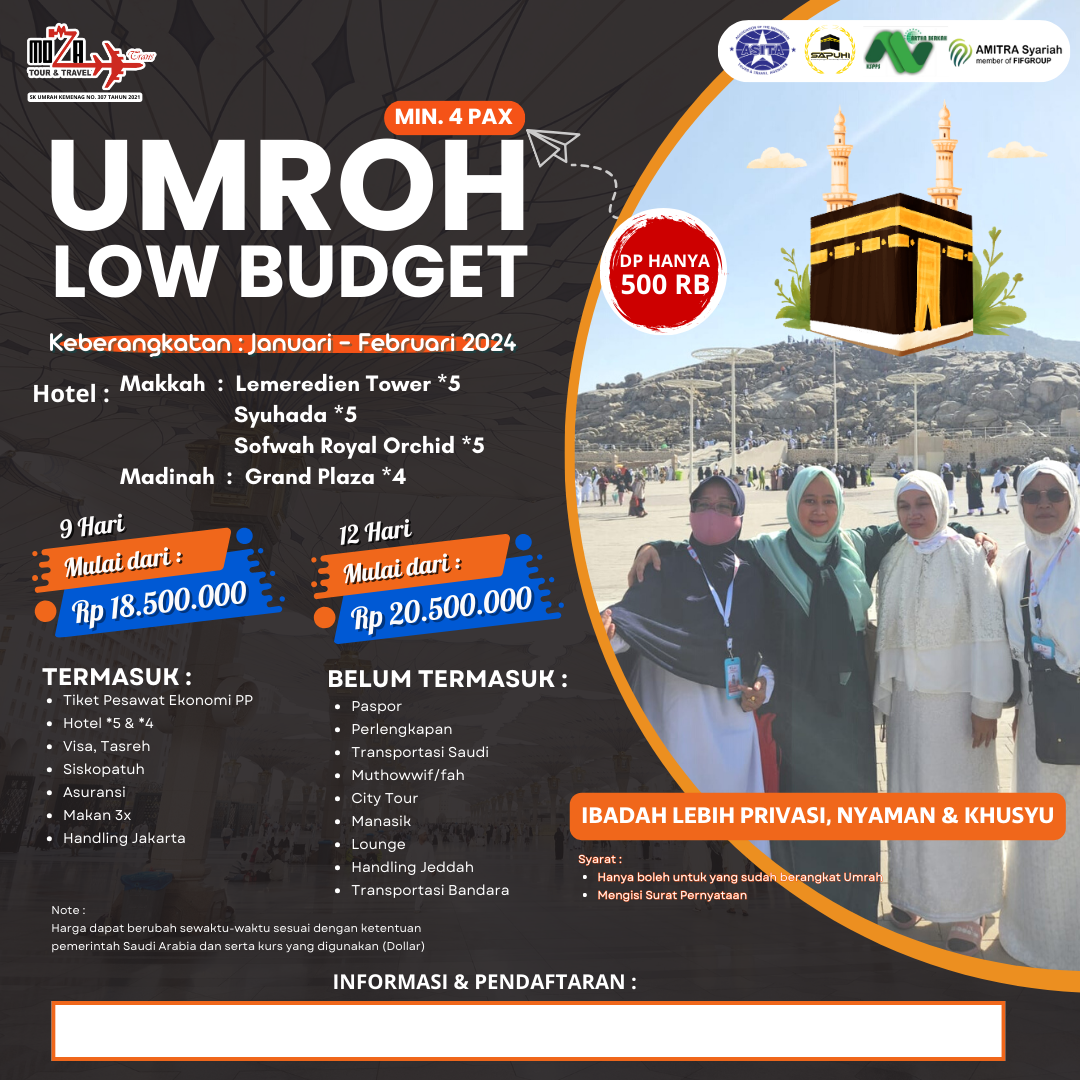 MOZA Trans
TOUR & TRAVEL
SK UMRAH KEMENAG NO. 307 TAHUN 2021
ASITA
SAPUHI
ARTHA BERKAH
KSPPS
AMITRA Syariah
member of FIFGROUP
MIN. 4 PAX
UMROH
LOW BUDGET
DP HANYA
500 RB
Keberangkatan : Januari - Februari 2024
Hotel : Makkah : Lemeredien Tower *5
Syuhada *5
Sofwah Royal Orchid *5
Madinah : Grand Plaza *4
9 Hari
Mulai dari :
Rp 18.500.000
12 Hari
Mulai dari :
Rp 20.500.000
TERMASUK :
• Tiket Pesawat Ekonomi PP
• Hotel *5 & *4
• Visa, Tasreh
• Siskopatuh
• Asuransi
• Makan 3x
• Handling Jakarta
BELUM TERMASUK :
• Paspor
• Perlengkapan
• Transportasi Saudi
• Muthowwif/fah
• City Tour
• Manasik
• Lounge
• Handling Jeddah
• Transportasi Bandara
IBADAH LEBIH PRIVASI, NYAMAN & KHUSYU
Syarat :
• Hanya boleh untuk yang sudah berangkat Umrah
• Mengisi Surat Pernyataan
Note :
Harga dapat berubah sewaktu-waktu sesuai dengan ketentuan
pemerintah Saudi Arabia dan serta kurs yang digunakan (Dollar)
INFORMASI & PENDAFTARAN :